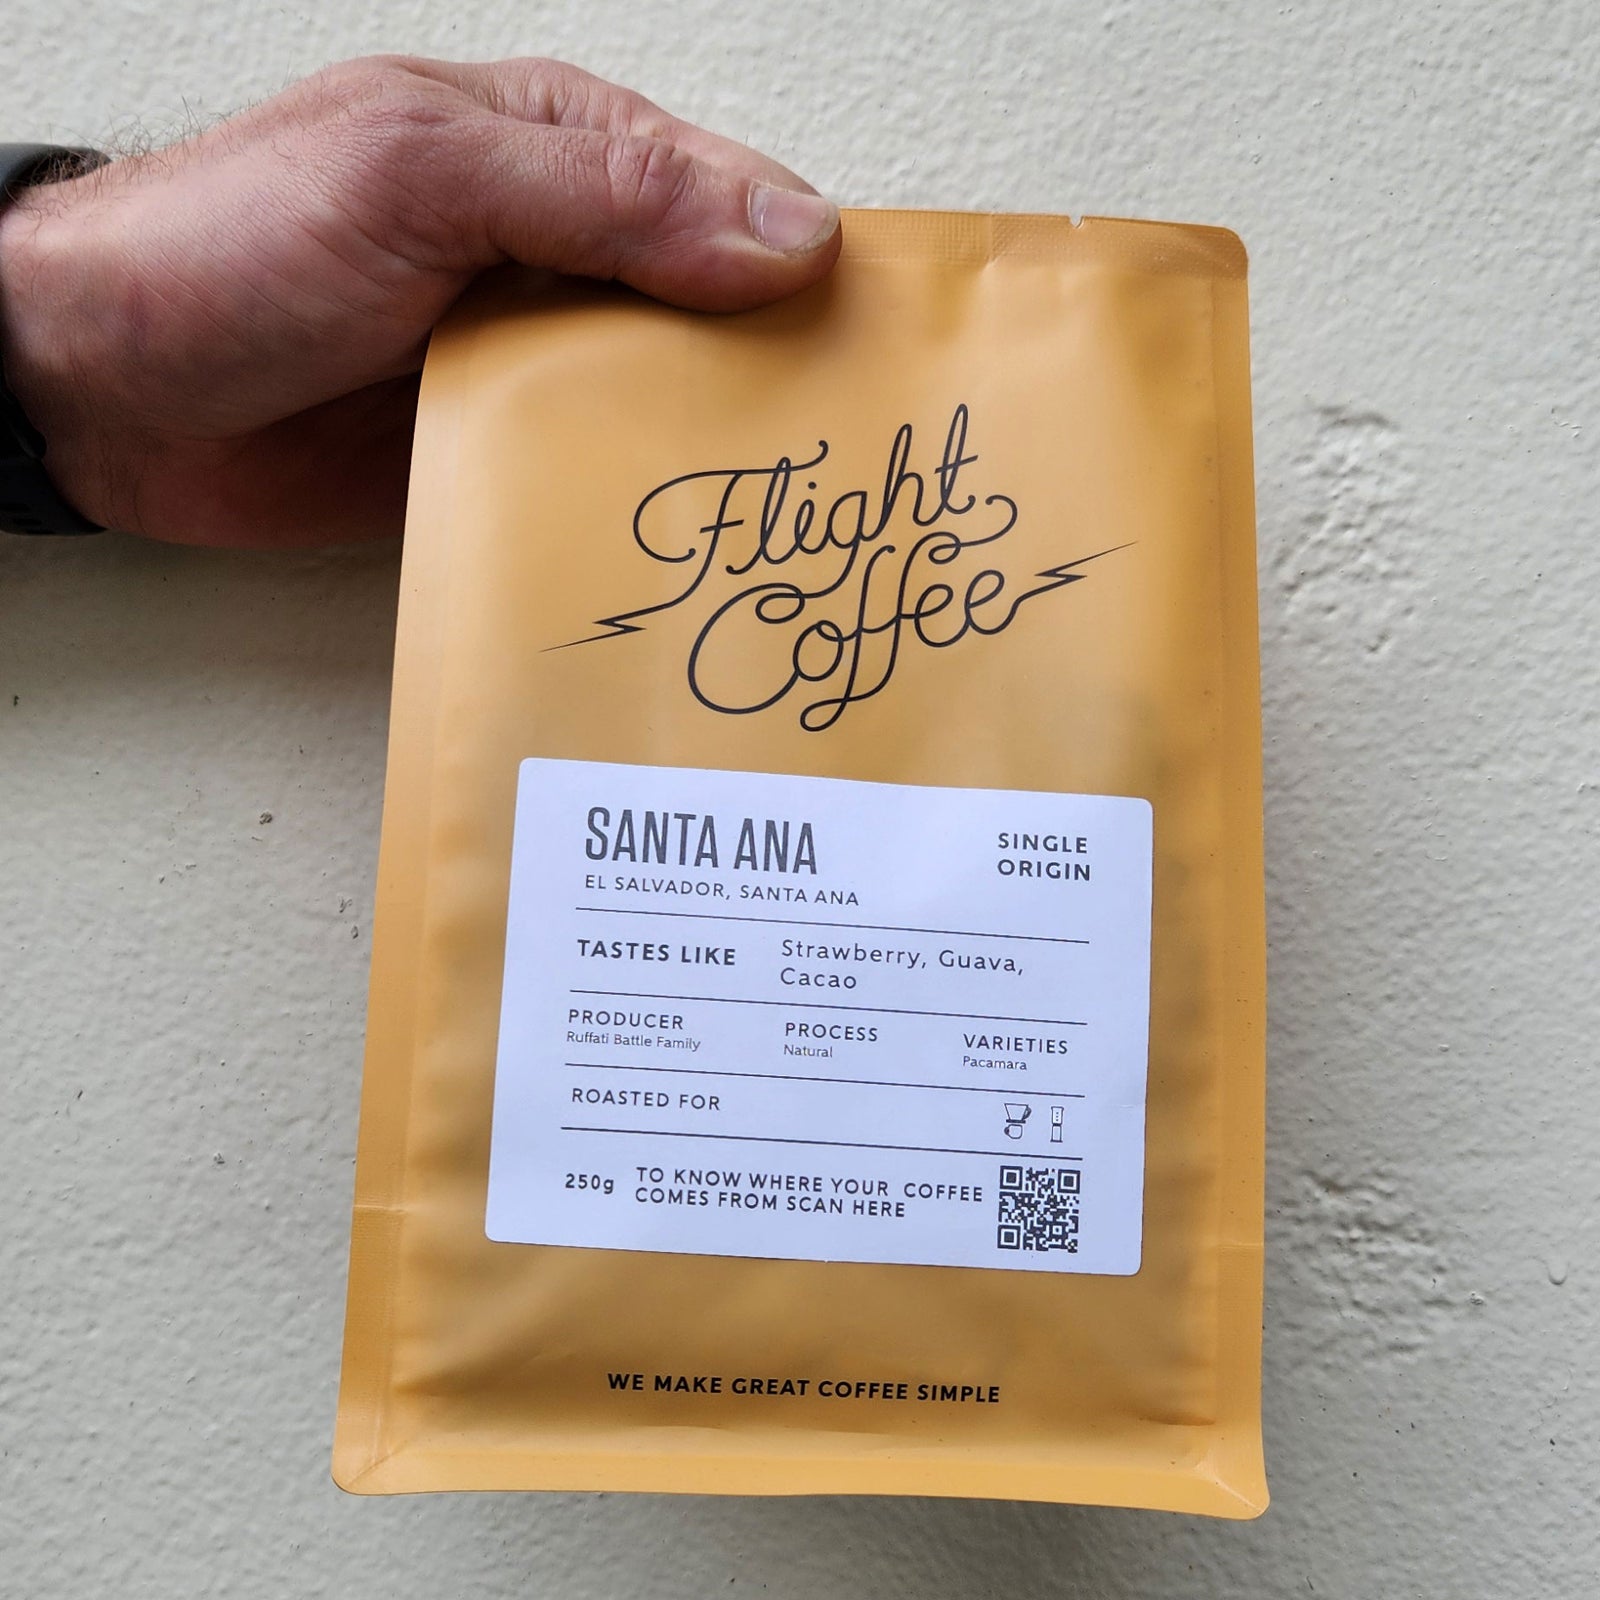 Flight
Coffee
SANTA ANA
EL SALVADOR, SANTA ANA
SINGLE
ORIGIN
TASTES LIKE
Strawberry, Guava,
Cacao
PRODUCER
Ruffati Battle Family
PROCESS
Natural
VARIETIES
Pacamara
ROASTED FOR
250g
TO KNOW WHERE YOUR COFFEE
COMES FROM SCAN HERE
WE MAKE GREAT COFFEE SIMPLE